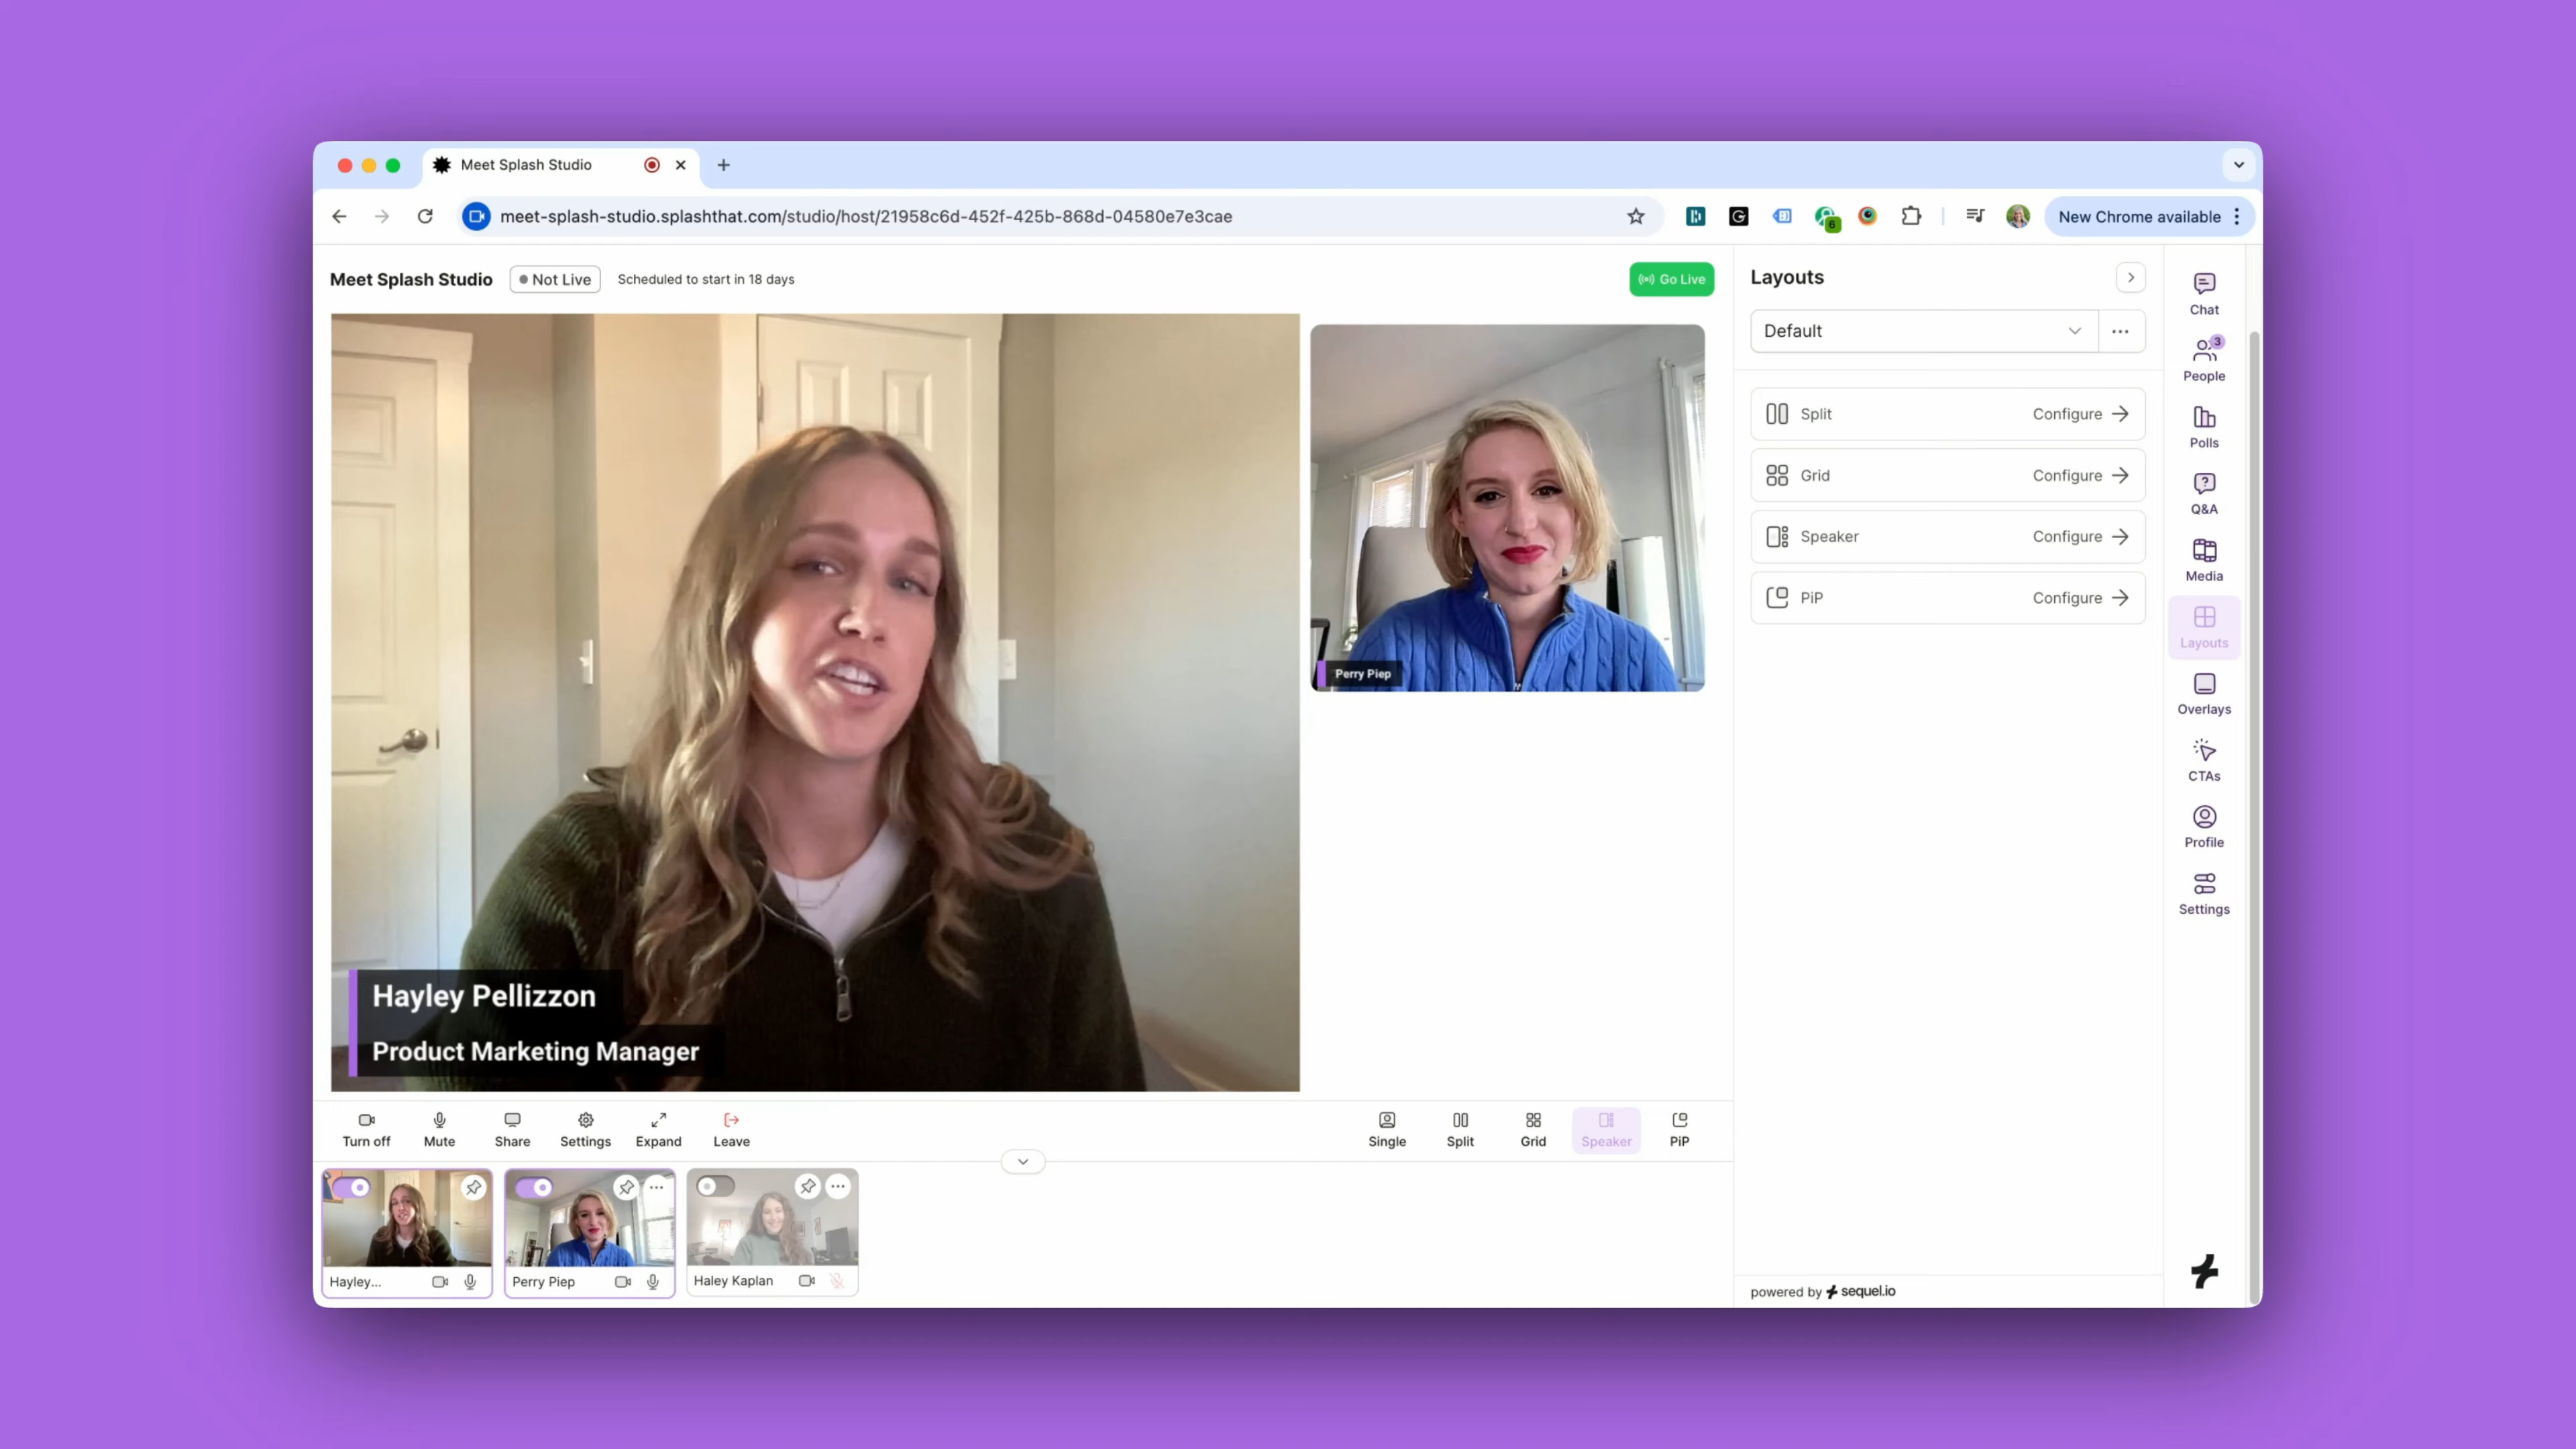 Meet Splash Studio
meet-splash-studio.splashthat.com/studio/host/21958c6d-452f-425b-868d-04580e7e3cae
6
New Chrome available
Meet Splash Studio
Not Live
Scheduled to start in 18 days
Go Live
Perry Piep
Hayley Pellizzon
Product Marketing Manager
Turn off
Mute
Share
Settings
Expand
Leave
Single
Split
Grid
Speaker
PiP
Hayley...
Perry Piep
Haley Kaplan
Layouts
Default
Split Configure
Grid Configure
Speaker Configure
PiP Configure
powered by sequel.io
Chat
3
People
Polls
Q&A
Media
Layouts
Overlays
CTAs
Profile
Settings